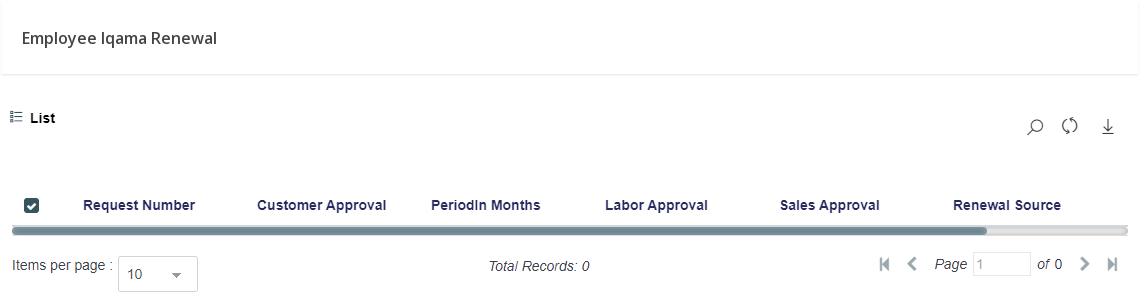 Employee Iqama Renewal
List
Request Number Customer Approval PeriodIn Months Labor Approval Sales Approval Renewal Source
Items per page : 10 Total Records: 0 Page 1 of 0